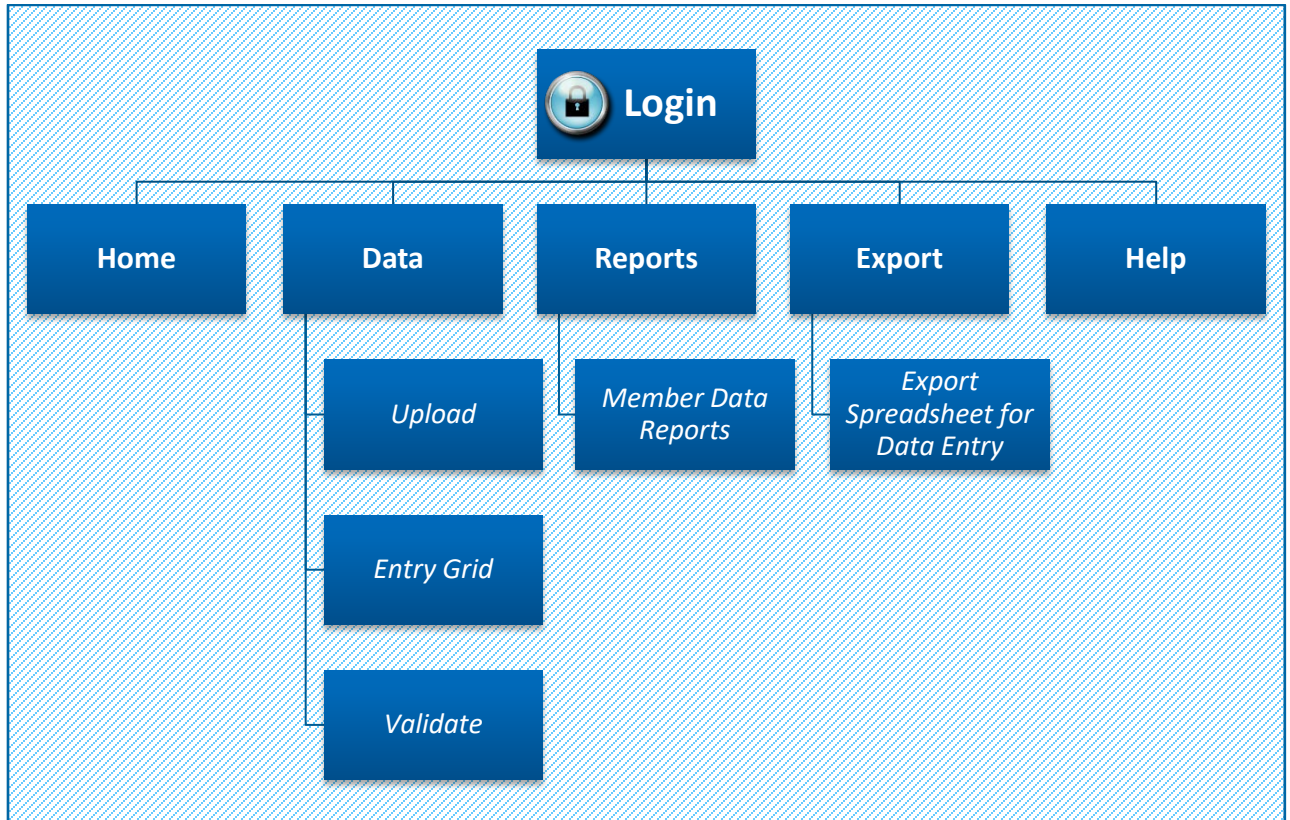 Login
Home
Data
Reports
Export
Help
Upload
Member Data
Reports
Export
Spreadsheet for
Data Entry
Entry Grid
Validate